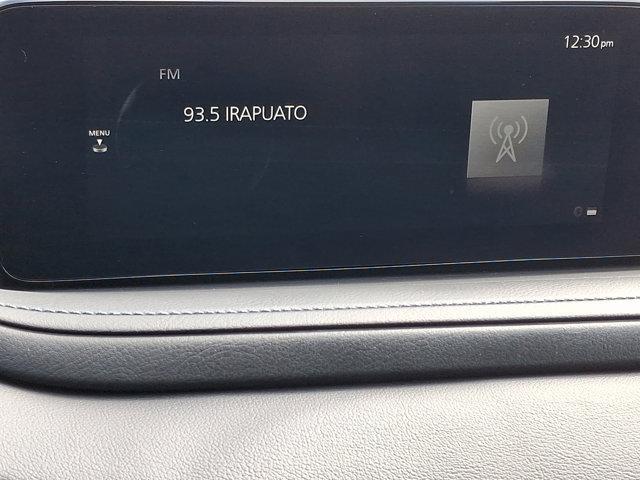 12:30pm
FM
93.5 IRAPUATO
MENU